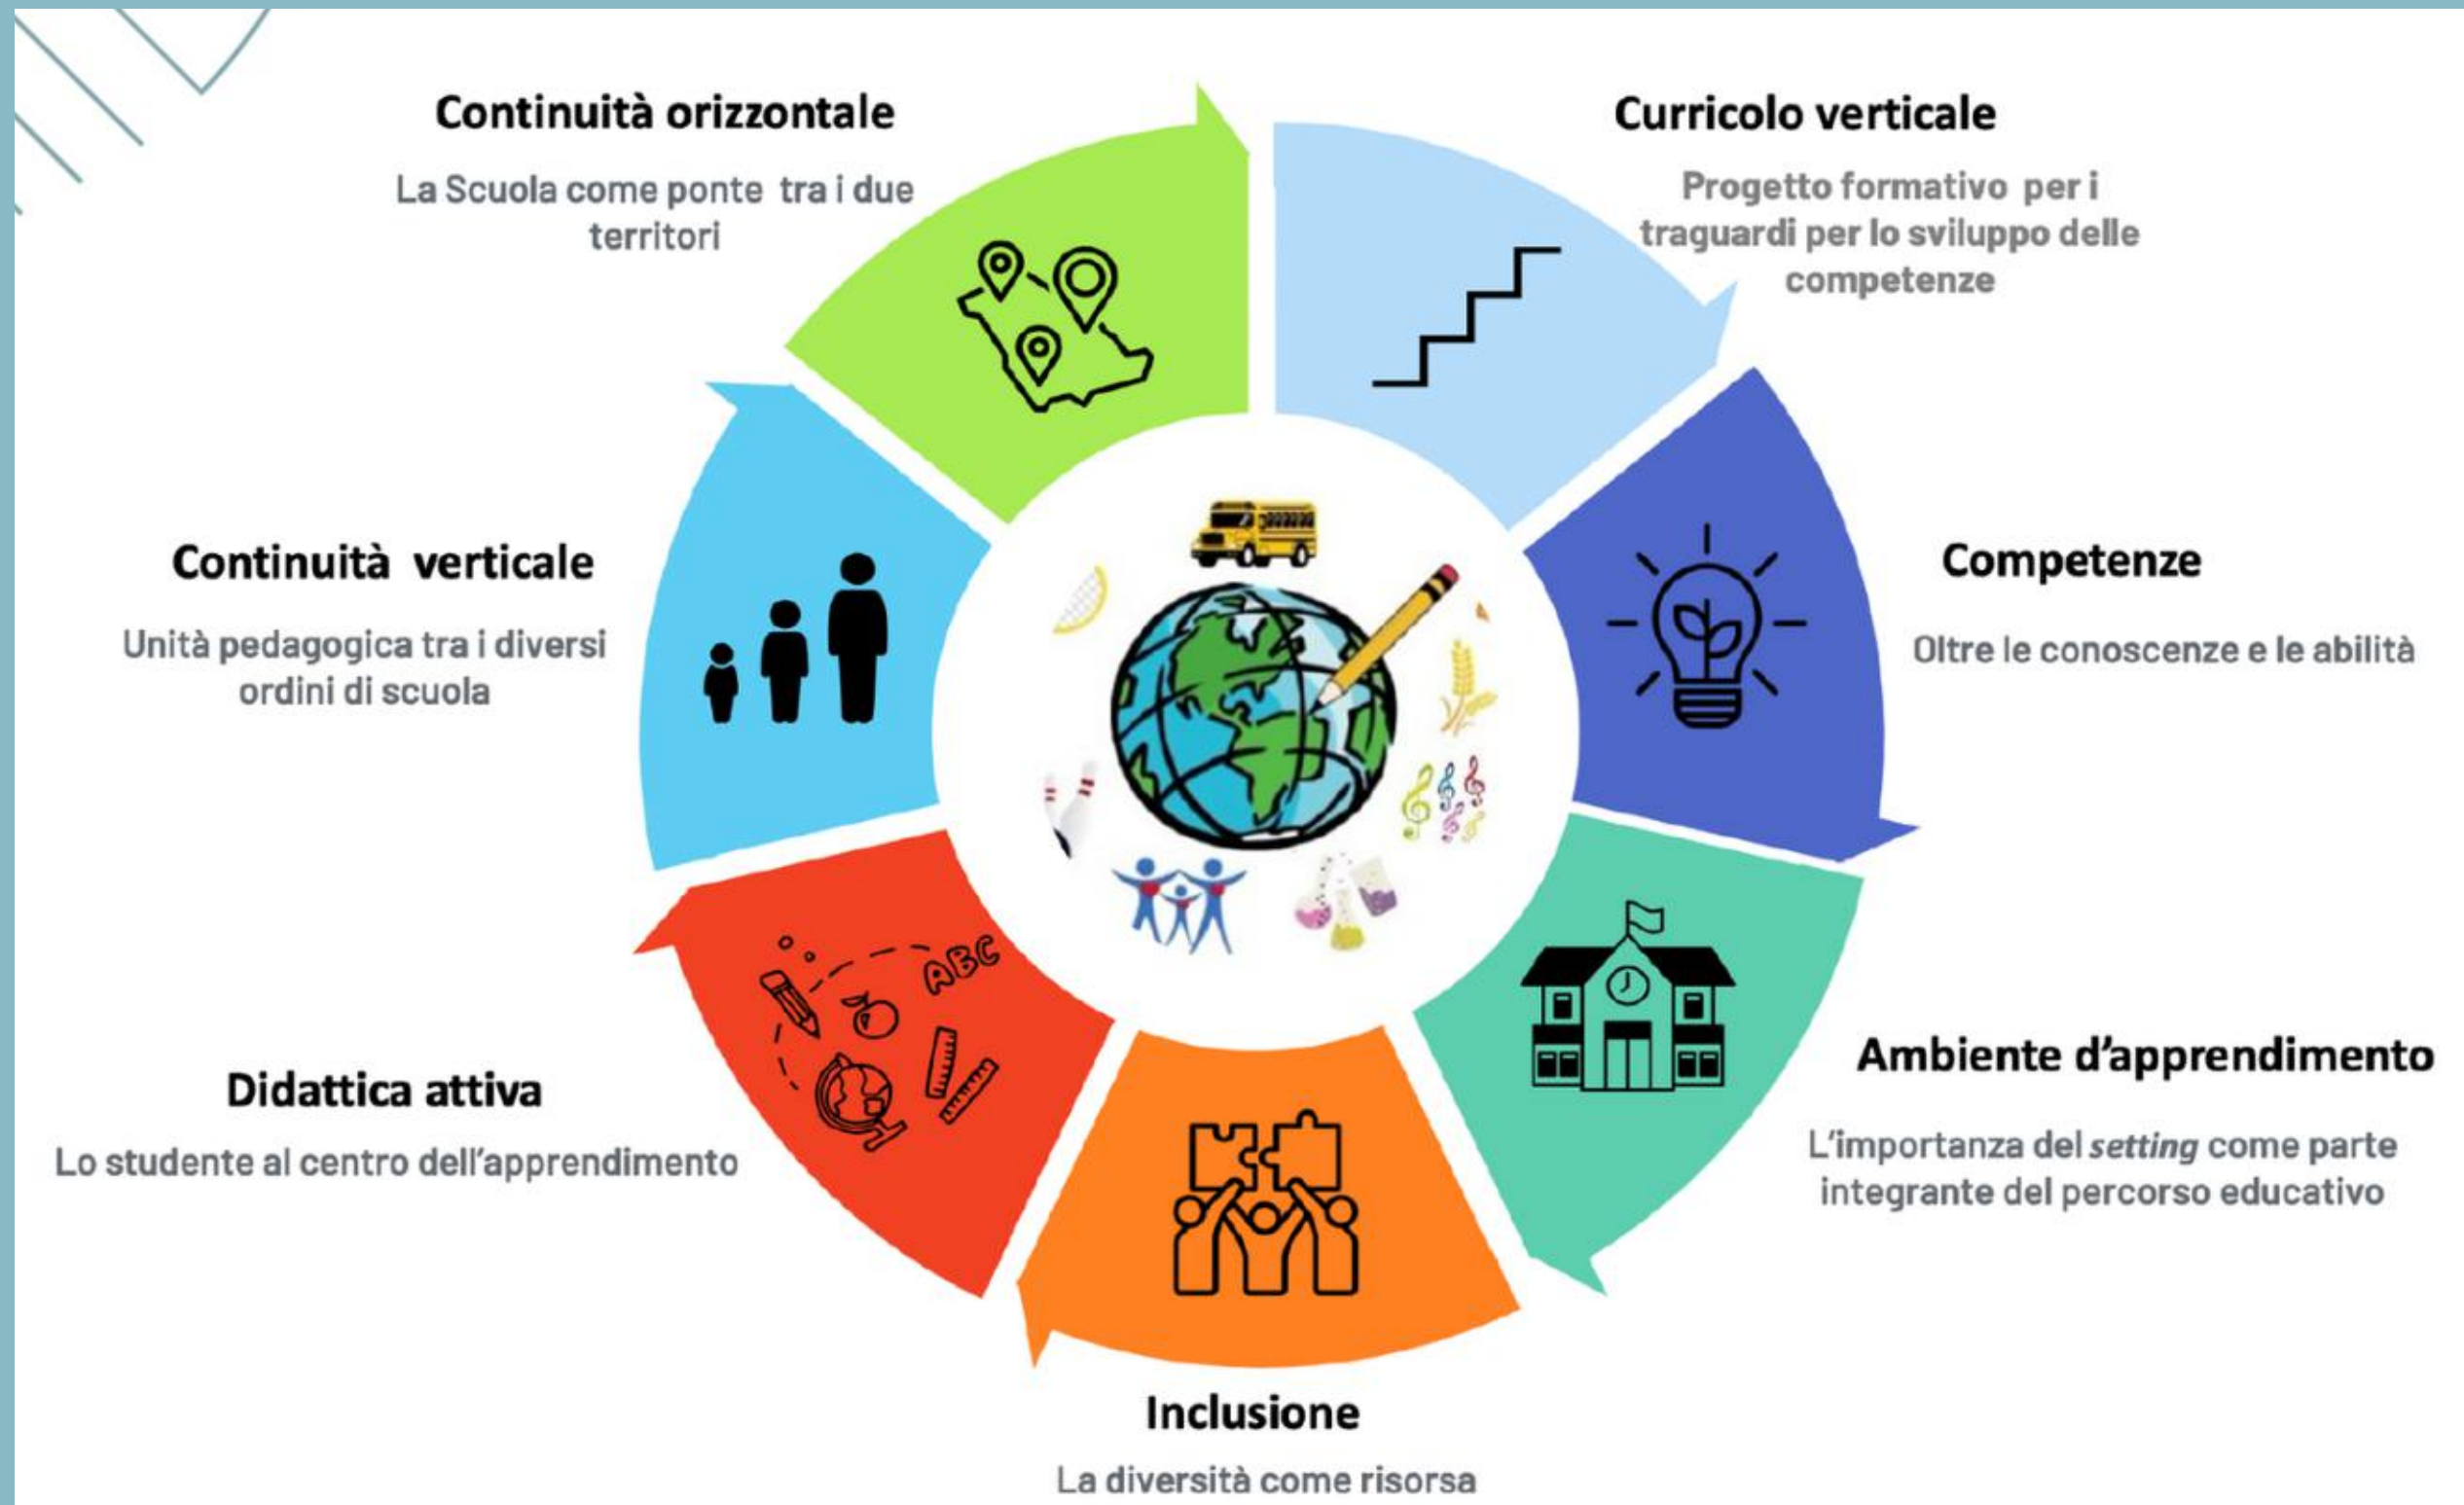 Continuità orizzontale
La Scuola come ponte tra i due
territori
Curricolo verticale
Progetto formativo per i
traguardi per lo sviluppo delle
competenze
Competenze
Oltre le conoscenze e le abilità
Ambiente d'apprendimento
L'importanza del setting come parte
integrante del percorso educativo
Inclusione
La diversità come risorsa
Didattica attiva
Lo studente al centro dell'apprendimento
ABC
Continuità verticale
Unità pedagogica tra i diversi
ordini di scuola